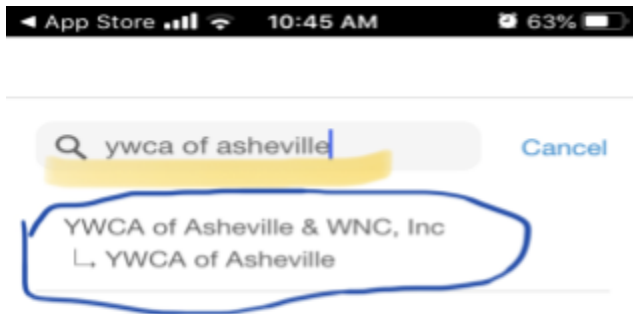 ◀ App Store 10:45 AM 63%
ywca of asheville Cancel
YWCA of Asheville & WNC, Inc
YWCA of Asheville